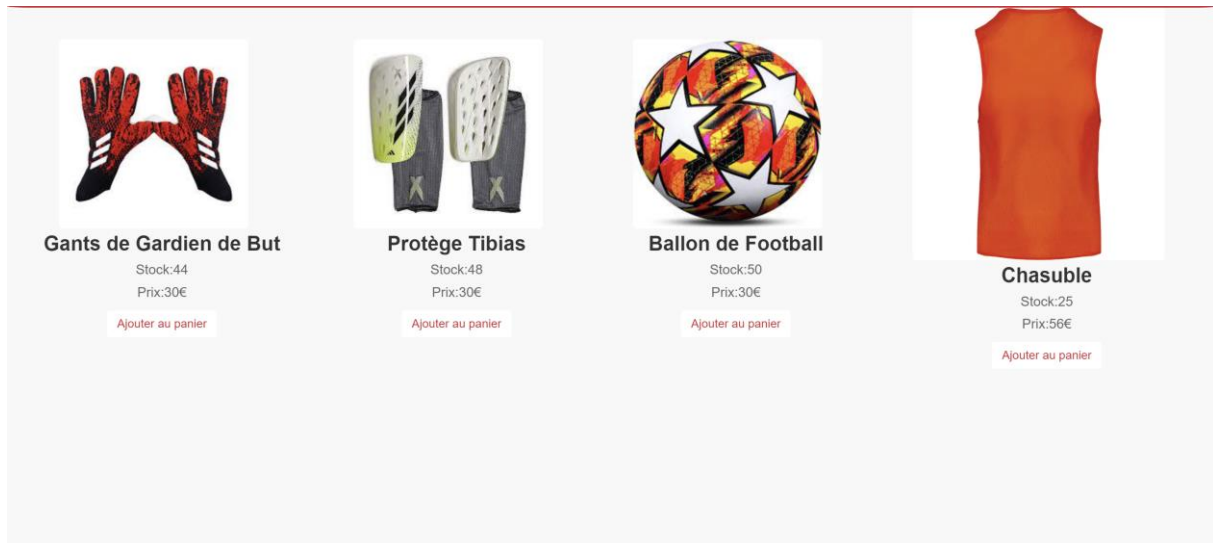 Gants de Gardien de But
Stock:44
Prix:30€
Ajouter au panier
Protège Tibias
Stock:48
Prix:30€
Ajouter au panier
Ballon de Football
Stock:50
Prix:30€
Ajouter au panier
Chasuble
Stock:25
Prix:56€
Ajouter au panier